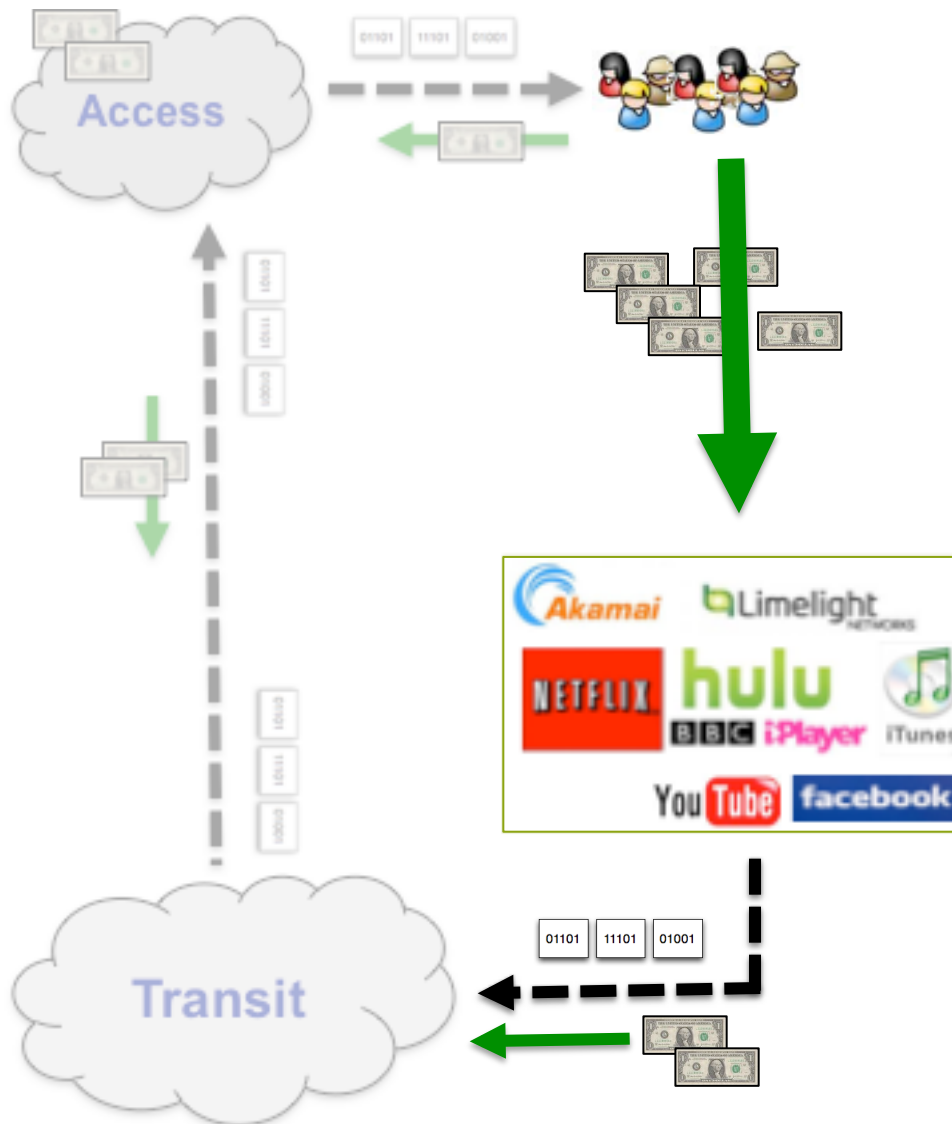 01101 11101 01001
Access
01101
11101
01001
Akamai
Limelight
NETWORKS
NETFLIX
hulu
BBC iPlayer
iTunes
YouTube
facebook
01101
11101
01001
01101 11101 01001
Transit